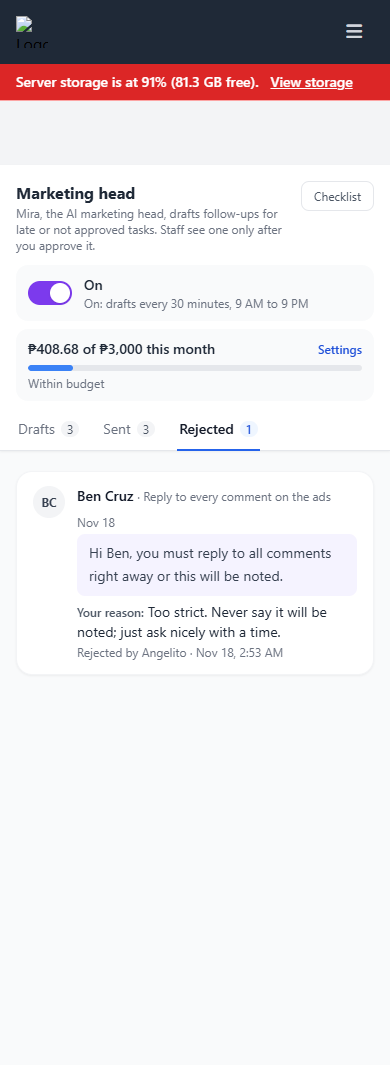 Logo
Server storage is at 91% (81.3 GB free). View storage
Marketing head
Checklist
Mira, the AI marketing head, drafts follow-ups for
late or not approved tasks. Staff see one only after
you approve it.
On
On: drafts every 30 minutes, 9 AM to 9 PM
₱408.68 of ₱3,000 this month
Settings
Within budget
Drafts 3 Sent 3 Rejected 1
BC
Ben Cruz · Reply to every comment on the ads
Nov 18
Hi Ben, you must reply to all comments
right away or this will be noted.
Your reason: Too strict. Never say it will be
noted; just ask nicely with a time.
Rejected by Angelito · Nov 18, 2:53 AM